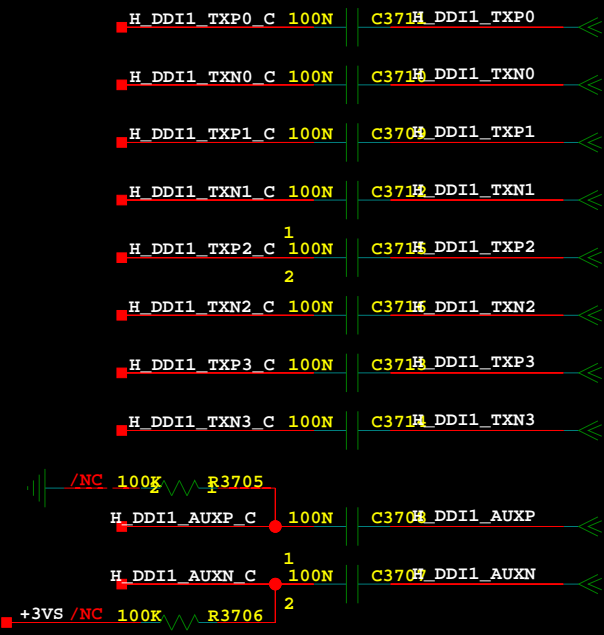 H_DDI1_TXP0_C 100N C3711 H_DDI1_TXP0
H_DDI1_TXN0_C 100N C3710 H_DDI1_TXN0
H_DDI1_TXP1_C 100N C3709 H_DDI1_TXP1
H_DDI1_TXN1_C 100N C3712 H_DDI1_TXN1
1
H_DDI1_TXP2_C 100N C3715 H_DDI1_TXP2
2
H_DDI1_TXN2_C 100N C3716 H_DDI1_TXN2
H_DDI1_TXP3_C 100N C3713 H_DDI1_TXP3
H_DDI1_TXN3_C 100N C3714 H_DDI1_TXN3
/NC 100K 2 1 R3705
H_DDI1_AUXP_C 100N C3708 H_DDI1_AUXP
1
H_DDI1_AUXN_C 100N C3707 H_DDI1_AUXN
2
+3VS /NC 100K R3706